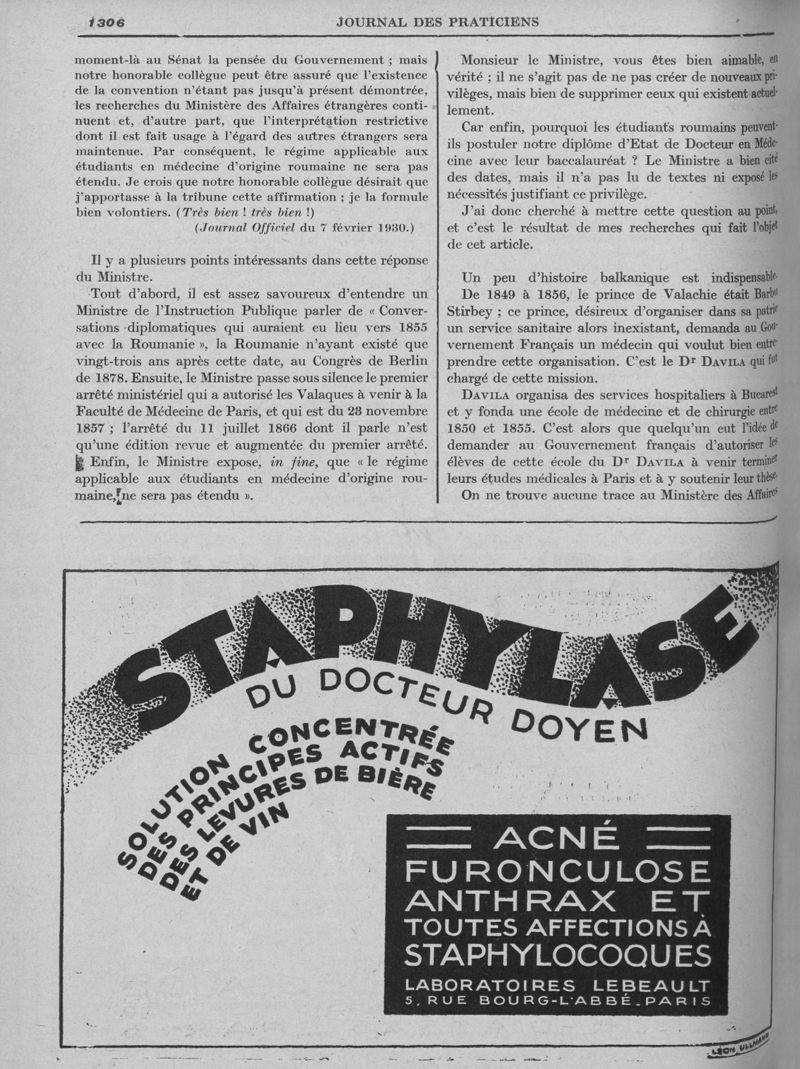 1306
JOURNAL DES PRATICIENS
moment-là au Sénat la pensée du Gouvernement ; mais
notre honorable collègue peut être assuré que l'existence
de la convention n'étant pas jusqu'à présent démontrée,
les recherches du Ministère des Affaires étrangères conti-
nuent et, d'autre part, que l'interprétation restrictive
dont il est fait usage à l'égard des autres étrangers sera
maintenue. Par conséquent, le régime applicable aux
étudiants en médecine d'origine roumaine ne sera pas
étendu. Je crois que notre honorable collègue désirait que
j'apportasse à la tribune cette affirmation ; je la formule
bien volontiers. (Très bien ! très bien !)
(Journal Officiel du 7 février 1930.)
Il y a plusieurs points intéressants dans cette réponse
du Ministre.
Tout d'abord, il est assez savoureux d'entendre un
Ministre de l'Instruction Publique parler de « Conver-
sations diplomatiques qui auraient eu lieu vers 1855
avec la Roumanie », la Roumanie n'ayant existé que
vingt-trois ans après cette date, au Congrès de Berlin
de 1878. Ensuite, le Ministre passe sous silence le premier
arrêté ministériel qui a autorisé les Valaques à venir à la
Faculté de Médecine de Paris, et qui est du 23 novembre
1857 ; l'arrêté du 11 juillet 1866 dont il parle n'est
qu'une édition revue et augmentée du premier arrêté.
Enfin, le Ministre expose, in fine, que « le régime
applicable aux étudiants en médecine d'origine rou-
maine, ne sera pas étendu ».
Monsieur le Ministre, vous êtes bien aimable, en
vérité ; il ne s'agit pas de ne pas créer de nouveaux pri-
vilèges, mais bien de supprimer ceux qui existent actuel-
lement.
Car enfin, pourquoi les étudiants roumains peuvent-
ils postuler notre diplôme d'Etat de Docteur en Méde-
cine avec leur baccalauréat ? Le Ministre a bien cité
des dates, mais il n'a pas lu de textes ni exposé les
nécessités justifiant ce privilège.
J'ai donc cherché à mettre cette question au point,
et c'est le résultat de mes recherches qui fait l'objet
de cet article.
Un peu d'histoire balkanique est indispensable.
De 1849 à 1856, le prince de Valachie était Barbu
Stirbey ; ce prince, désireux d'organiser dans sa patrie
un service sanitaire alors inexistant, demanda au Gou-
vernement Français un médecin qui voulut bien entre-
prendre cette organisation. C'est le Dr DAVILA qui fut
chargé de cette mission.
DAVILA organisa des services hospitaliers à Bucarest
et y fonda une école de médecine et de chirurgie entre
1850 et 1855. C'est alors que quelqu'un eut l'idée de
demander au Gouvernement français d'autoriser les
élèves de cette école du Dr DAVILA à venir terminer
leurs études médicales à Paris et à y soutenir leur thèse.
On ne trouve aucune trace au Ministère des Affaires
STAPHYLASE
DU DOCTEUR DOYEN
SOLUTION CONCENTRÉE
DES PRINCIPES ACTIFS
DES LEVURES DE BIÈRE
ET DE VIN
ACNÉ
FURONCULOSE
ANTHRAX ET
TOUTES AFFECTIONS À
STAPHYLOCOQUES
LABORATOIRES LEBEAULT
5, RUE BOURG-L'ABBÉ. PARIS
LÉON ULLMANN